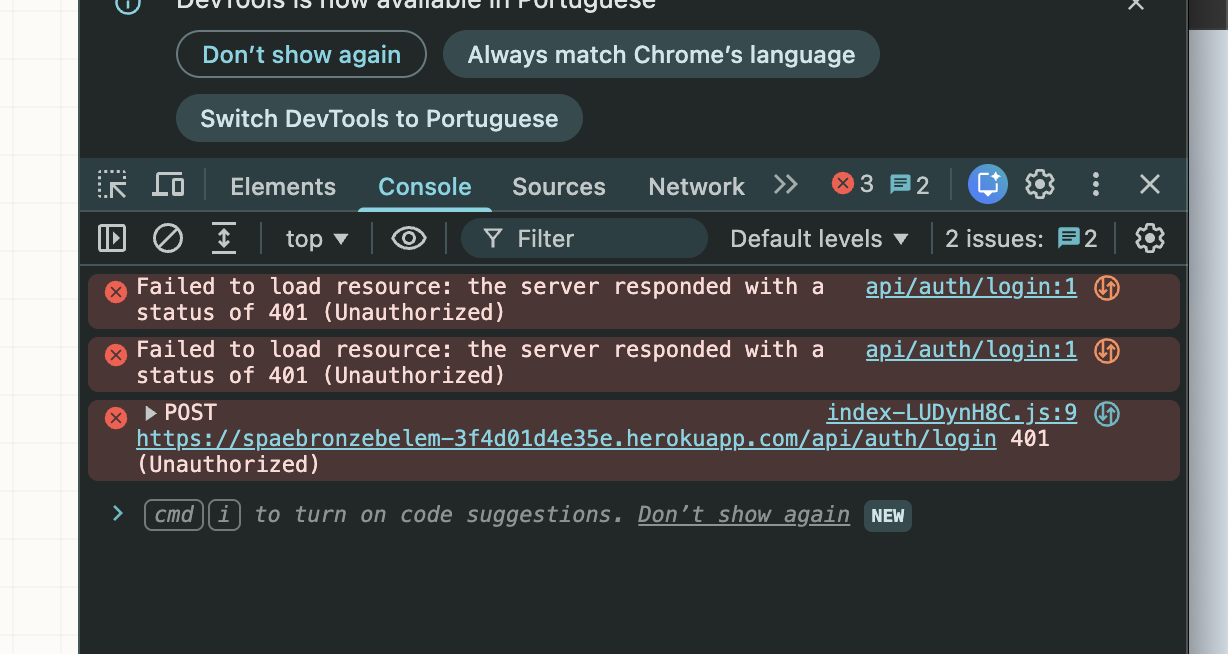 DevTools is now available in Portuguese
Don’t show again
Always match Chrome’s language
Switch DevTools to Portuguese
Elements Console Sources Network 3 2
top Filter Default levels 2 issues: 2
Failed to load resource: the server responded with a api/auth/login:1
status of 401 (Unauthorized)
Failed to load resource: the server responded with a api/auth/login:1
status of 401 (Unauthorized)
POST index-LUDynH8C.js:9
https://spaebronzebelem-3f4d01d4e35e.herokuapp.com/api/auth/login 401
(Unauthorized)
cmd i to turn on code suggestions. Don’t show again NEW